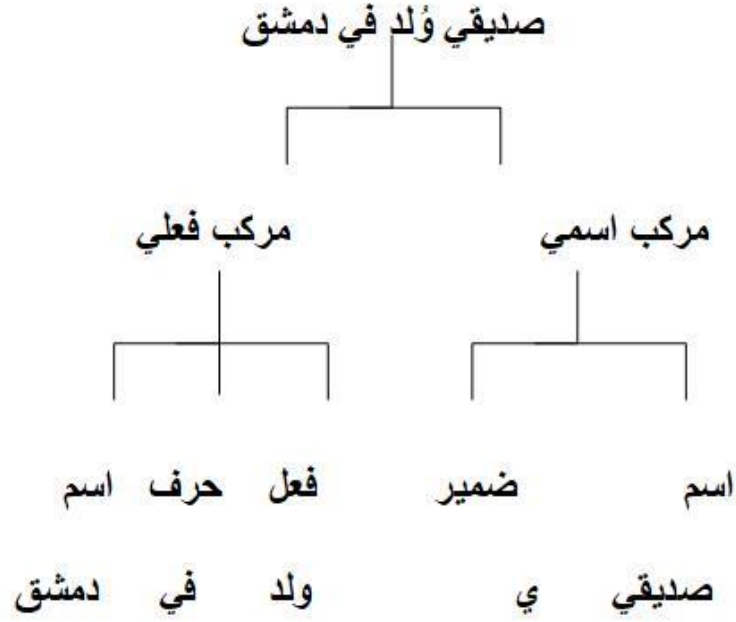 صديقي وُلد في دمشق
مركب اسمي مركب فعلي
اسم ضمير فعل حرف اسم
صديقي ي ولد في دمشق